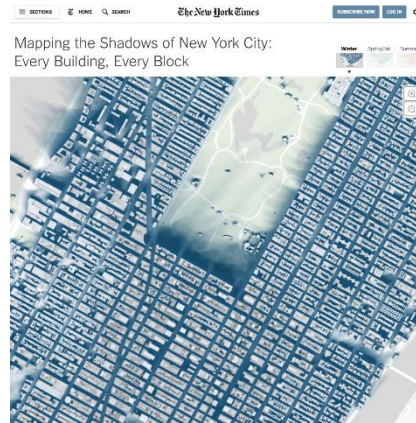 SECTIONS HOME SEARCH The New York Times SUBSCRIBE NOW LOG IN
Mapping the Shadows of New York City:
Every Building, Every Block
Winter Spring/fall Summe